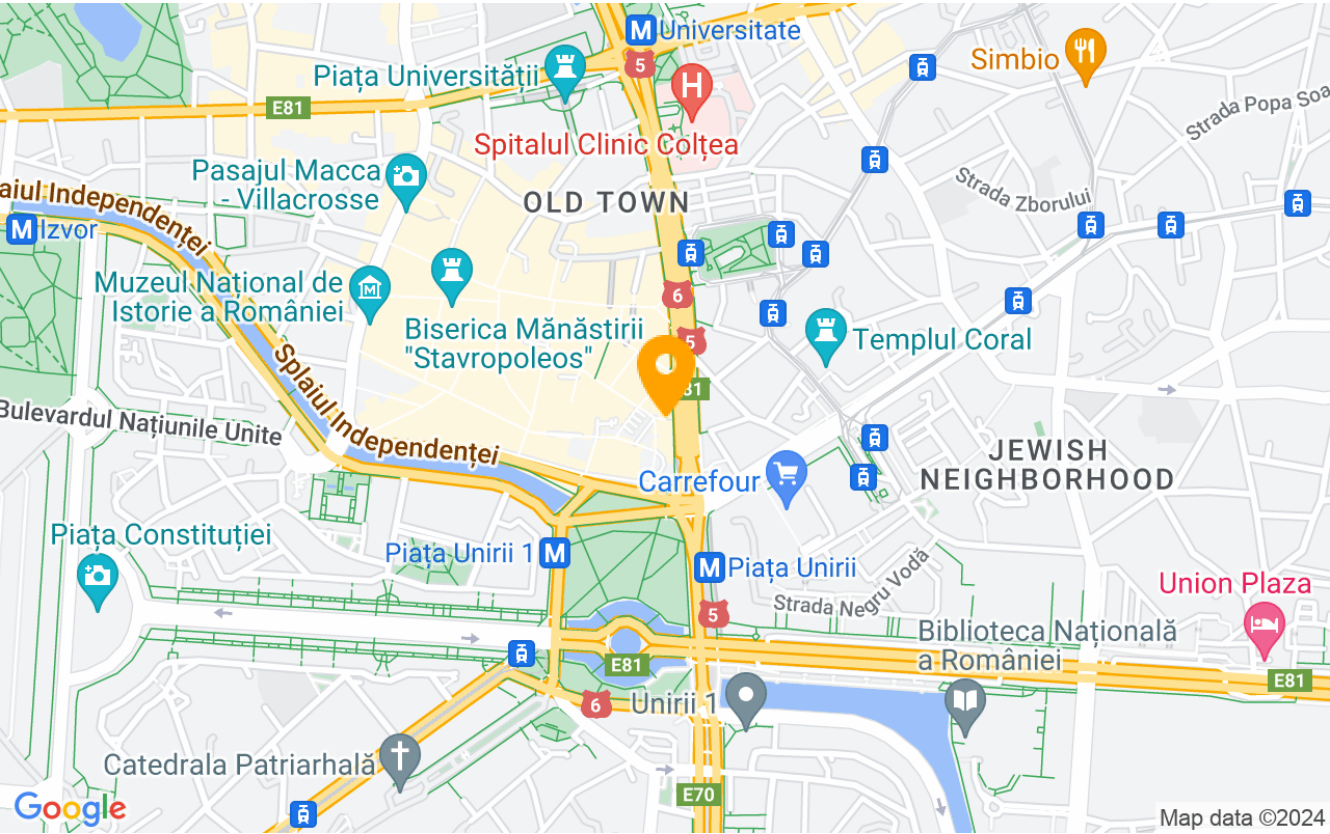 M Universitate
5
Simbio
Piața Universității
H
E81
Strada Popa Soa
Spitalul Clinic Colțea
Pasajul Macca
- Villacrosse
OLD TOWN
Strada Zborului
aiul Independenței
M Izvor
Muzeul Național de
Istorie a României
M
6
Biserica Mănăstirii
"Stavropoleos"
5
Templul Coral
31
Splaiul Independenței
Bulevardul Națiunile Unite
JEWISH
NEIGHBORHOOD
Carrefour
Piața Constituției
Piața Unirii 1 M
M Piața Unirii
Union Plaza
Strada Negru Vodă
5
Biblioteca Națională
a României
E81
E81
6
Unirii 1
Catedrala Patriarhală
E70
Google
Map data ©2024